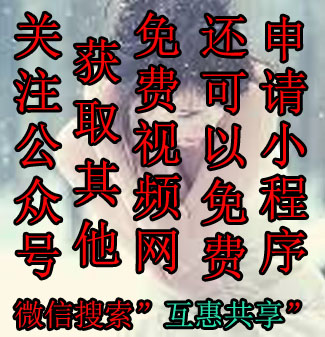 关注公众号
获取其他
免费视频网
还可以免费
申请小程序
微信搜索”互惠共享”